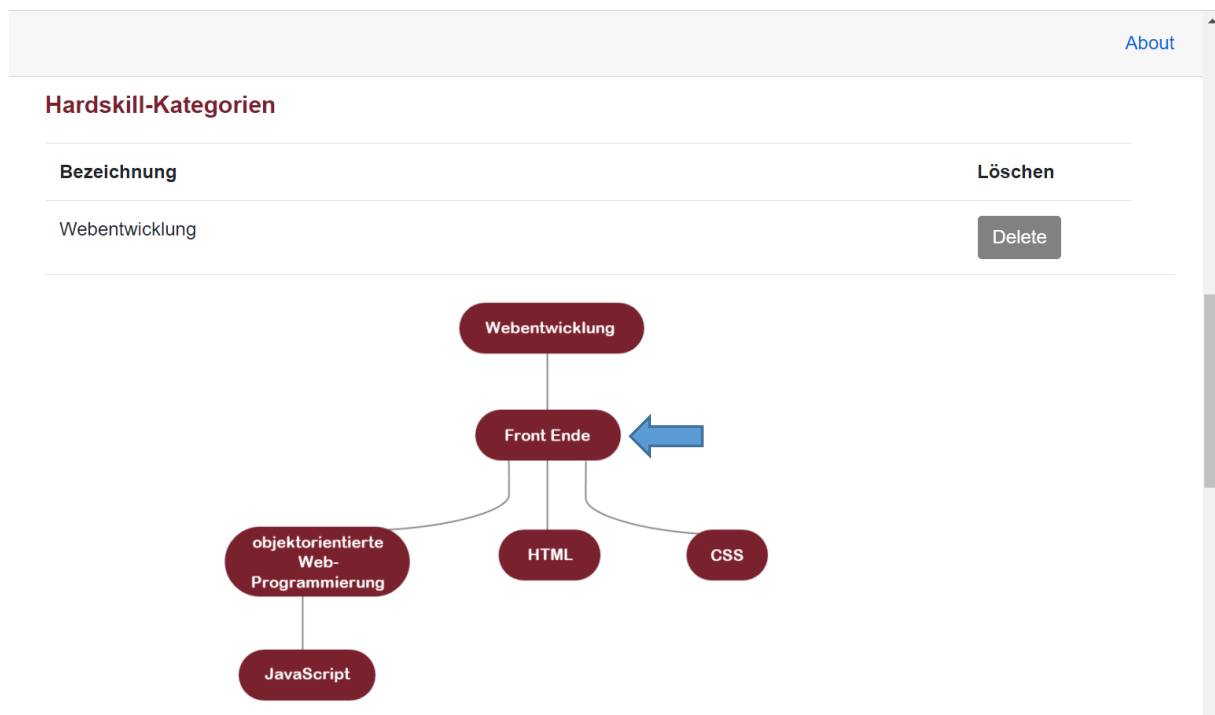 About
Hardskill-Kategorien
Bezeichnung Löschen
Webentwicklung Delete
Webentwicklung
Front Ende
objektorientierte
Web-
Programmierung
HTML
CSS
JavaScript